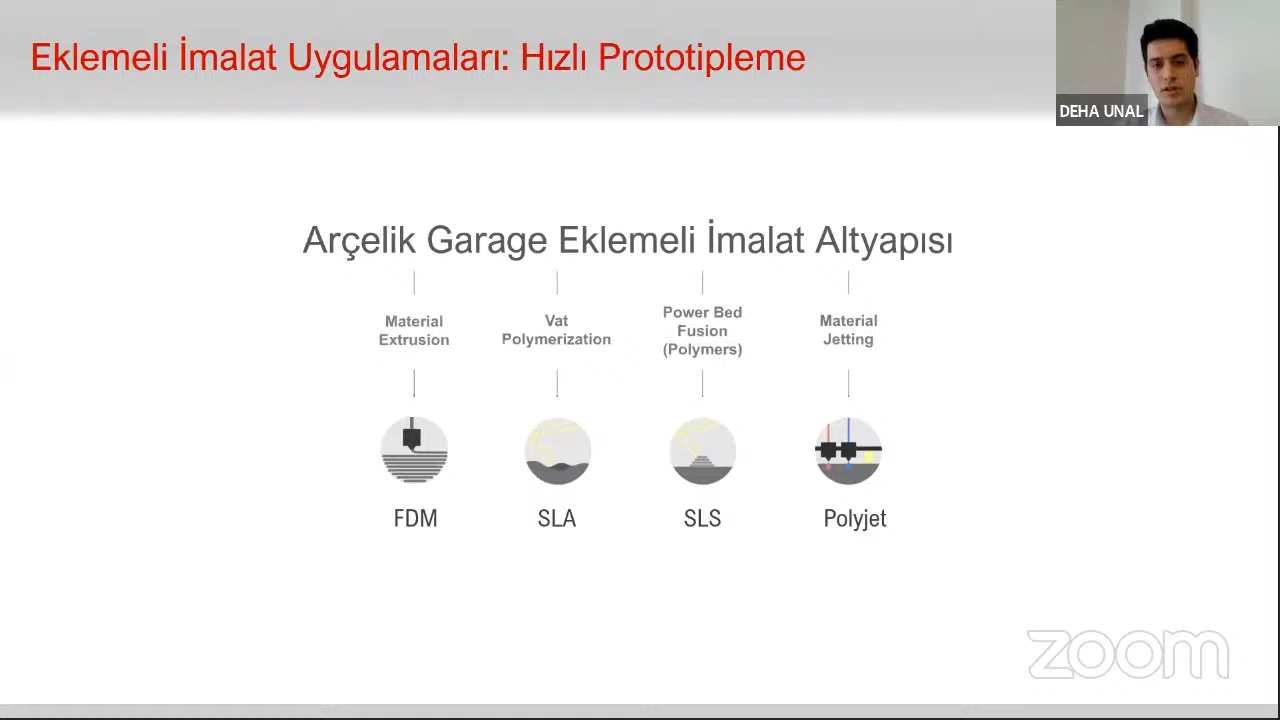 Eklemeli İmalat Uygulamaları: Hızlı Prototipleme
DEHA UNAL
Arçelik Garage Eklemeli İmalat Altyapısı
Material
Extrusion
Vat
Polymerization
Power Bed
Fusion
(Polymers)
Material
Jetting
FDM
SLA
SLS
Polyjet
zoom